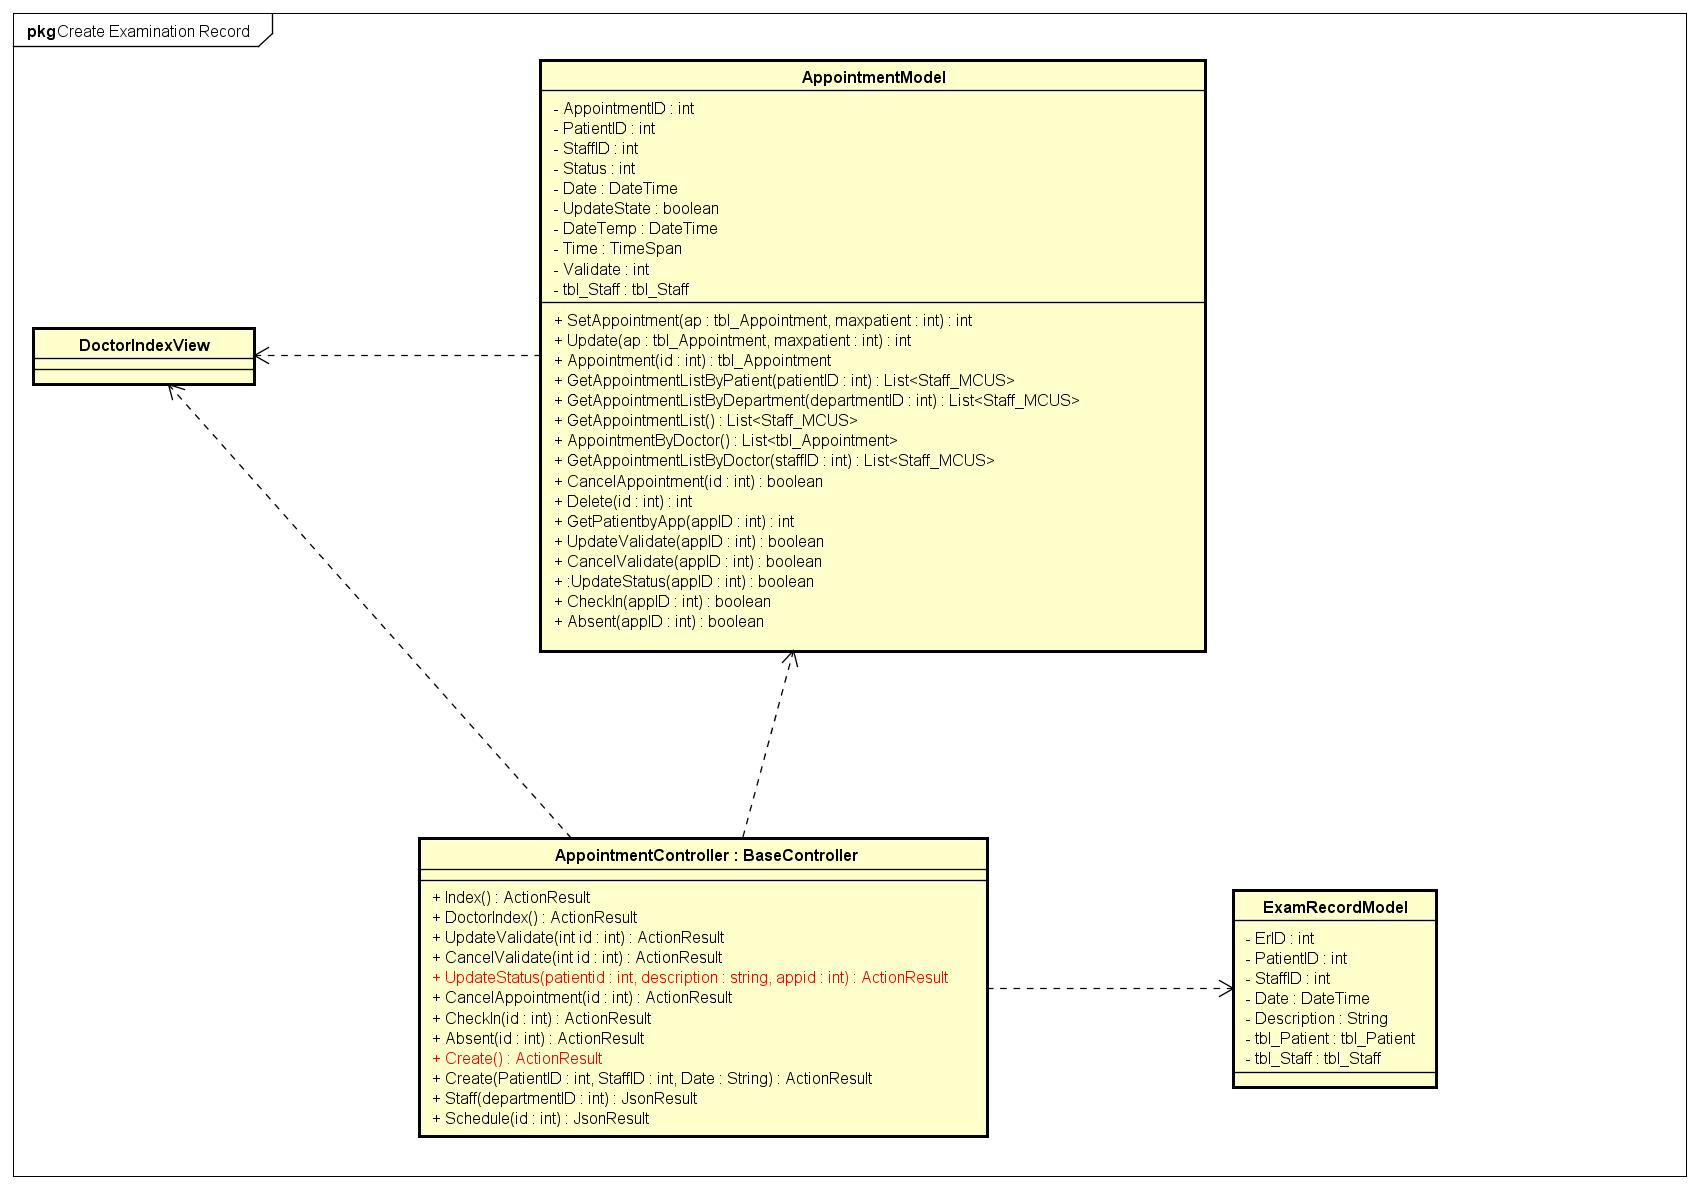 pkg Create Examination Record
AppointmentModel
- AppointmentID : int
- PatientID : int
- StaffID : int
- Status : int
- Date : DateTime
- UpdateState : boolean
- DateTemp : DateTime
- Time : TimeSpan
- Validate : int
- tbl_Staff : tbl_Staff
+ SetAppointment(ap : tbl_Appointment, maxpatient : int) : int
+ Update(ap : tbl_Appointment, maxpatient : int) : int
+ Appointment(id : int) : tbl_Appointment
+ GetAppointmentListByPatient(patientID : int) : List<Staff_MCUS>
+ GetAppointmentListByDepartment(departmentID : int) : List<Staff_MCUS>
+ GetAppointmentList() : List<Staff_MCUS>
+ AppointmentByDoctor() : List<tbl_Appointment>
+ GetAppointmentListByDoctor(staffID : int) : List<Staff_MCUS>
+ CancelAppointment(id : int) : boolean
+ Delete(id : int) : int
+ GetPatientbyApp(appID : int) : int
+ UpdateValidate(appID : int) : boolean
+ CancelValidate(appID : int) : boolean
+ :UpdateStatus(appID : int) : boolean
+ CheckIn(appID : int) : boolean
+ Absent(appID : int) : boolean
DoctorIndexView
AppointmentController : BaseController
+ Index() : ActionResult
+ DoctorIndex() : ActionResult
+ UpdateValidate(int id : int) : ActionResult
+ CancelValidate(int id : int) : ActionResult
+ UpdateStatus(patientid : int, description : string, appid : int) : ActionResult
+ CancelAppointment(id : int) : ActionResult
+ CheckIn(id : int) : ActionResult
+ Absent(id : int) : ActionResult
+ Create() : ActionResult
+ Create(PatientID : int, StaffID : int, Date : String) : ActionResult
+ Staff(departmentID : int) : JsonResult
+ Schedule(id : int) : JsonResult
ExamRecordModel
- ErID : int
- PatientID : int
- StaffID : int
- Date : DateTime
- Description : String
- tbl_Patient : tbl_Patient
- tbl_Staff : tbl_Staff